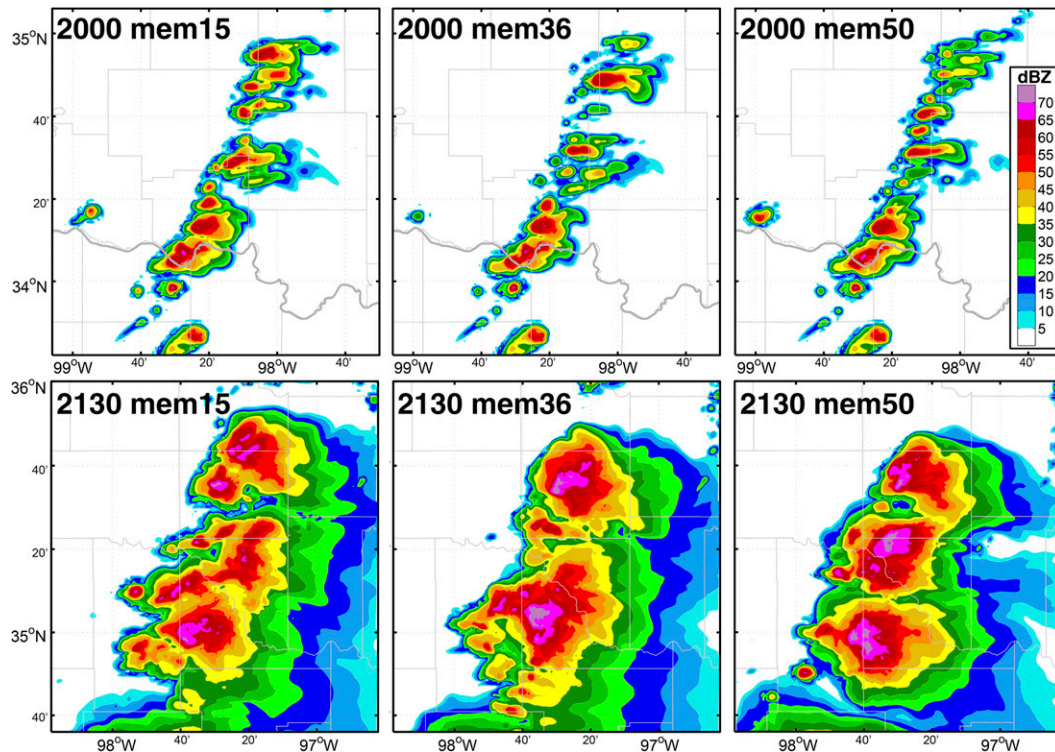 2000 mem15
2000 mem36
2000 mem50
35°N
40'
20'
34°N
dBZ
70
65
60
55
50
45
40
35
30
25
20
15
10
5
99°W 40' 20' 98°W 40'
99°W 40' 20' 98°W 40'
99°W 40' 20' 98°W 40'
2130 mem15
2130 mem36
2130 mem50
36°N
40'
20'
35°N
40'
98°W 40' 20' 97°W
98°W 40' 20' 97°W
98°W 40' 20' 97°W